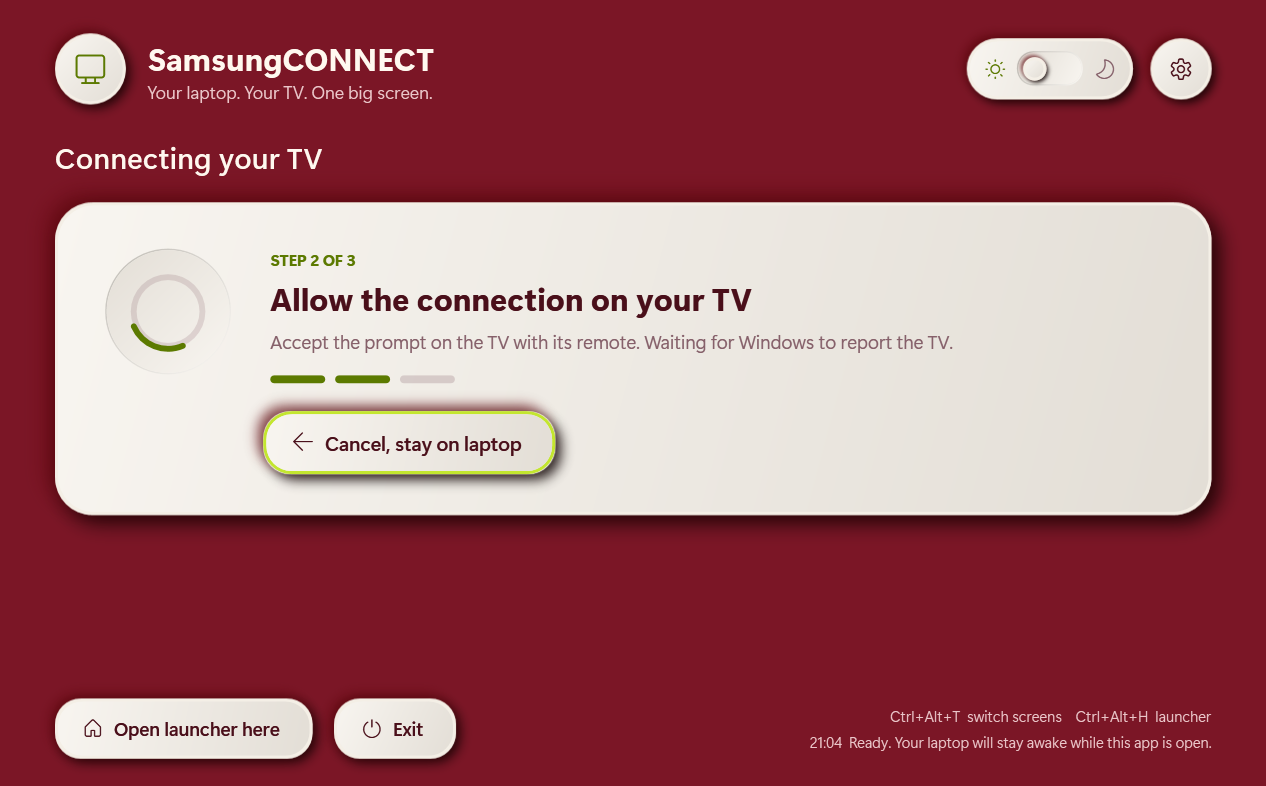 SamsungCONNECT
Your laptop. Your TV. One big screen.
Connecting your TV
STEP 2 OF 3
Allow the connection on your TV
Accept the prompt on the TV with its remote. Waiting for Windows to report the TV.
Cancel, stay on laptop
Open launcher here
Exit
Ctrl+Alt+T switch screens Ctrl+Alt+H launcher
21:04 Ready. Your laptop will stay awake while this app is open.